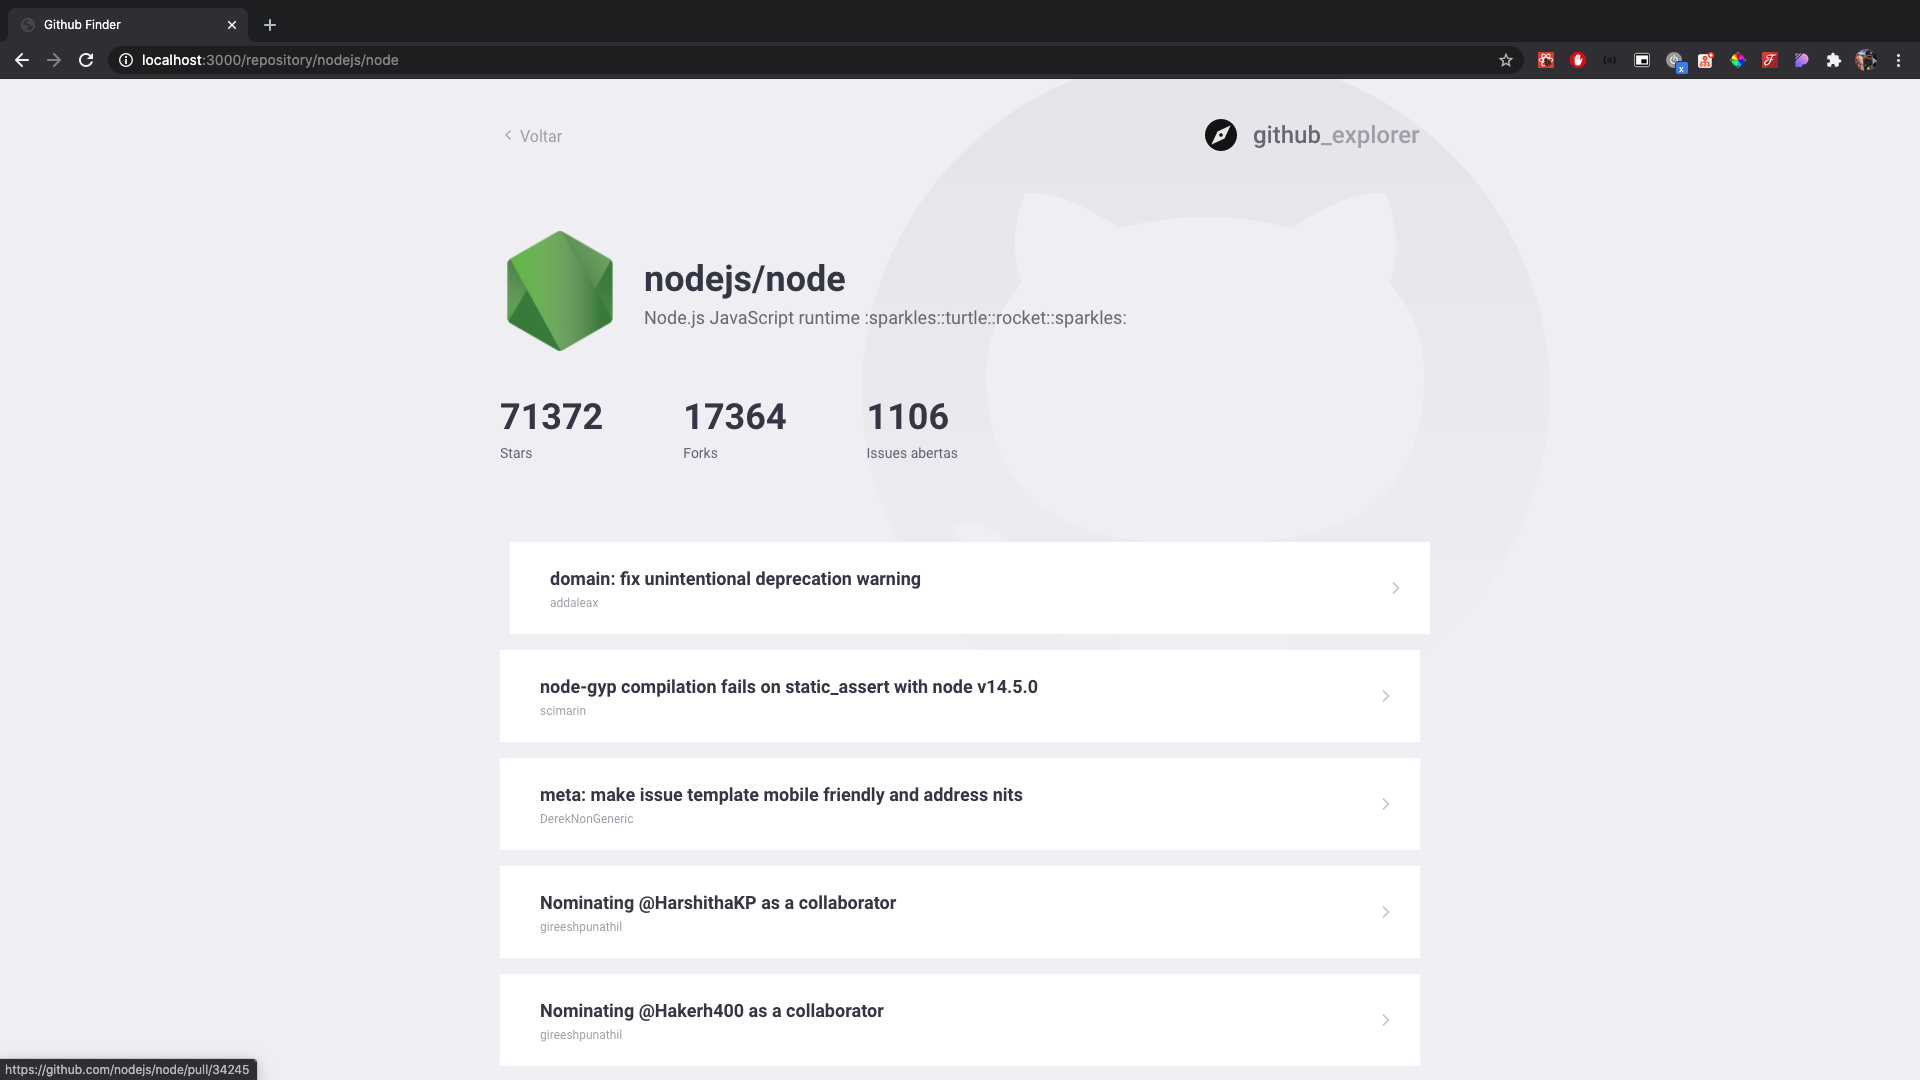 Github Finder
localhost:3000/repository/nodejs/node
Voltar
github_explorer
nodejs/node
Node.js JavaScript runtime :sparkles::turtle::rocket::sparkles:
71372 17364 1106
Stars Forks Issues abertas
domain: fix unintentional deprecation warning
addaleax
node-gyp compilation fails on static_assert with node v14.5.0
scimarin
meta: make issue template mobile friendly and address nits
DerekNonGeneric
Nominating @HarshithaKP as a collaborator
gireeshpunathil
Nominating @Hakerh400 as a collaborator
gireeshpunathil
https://github.com/nodejs/node/pull/34245